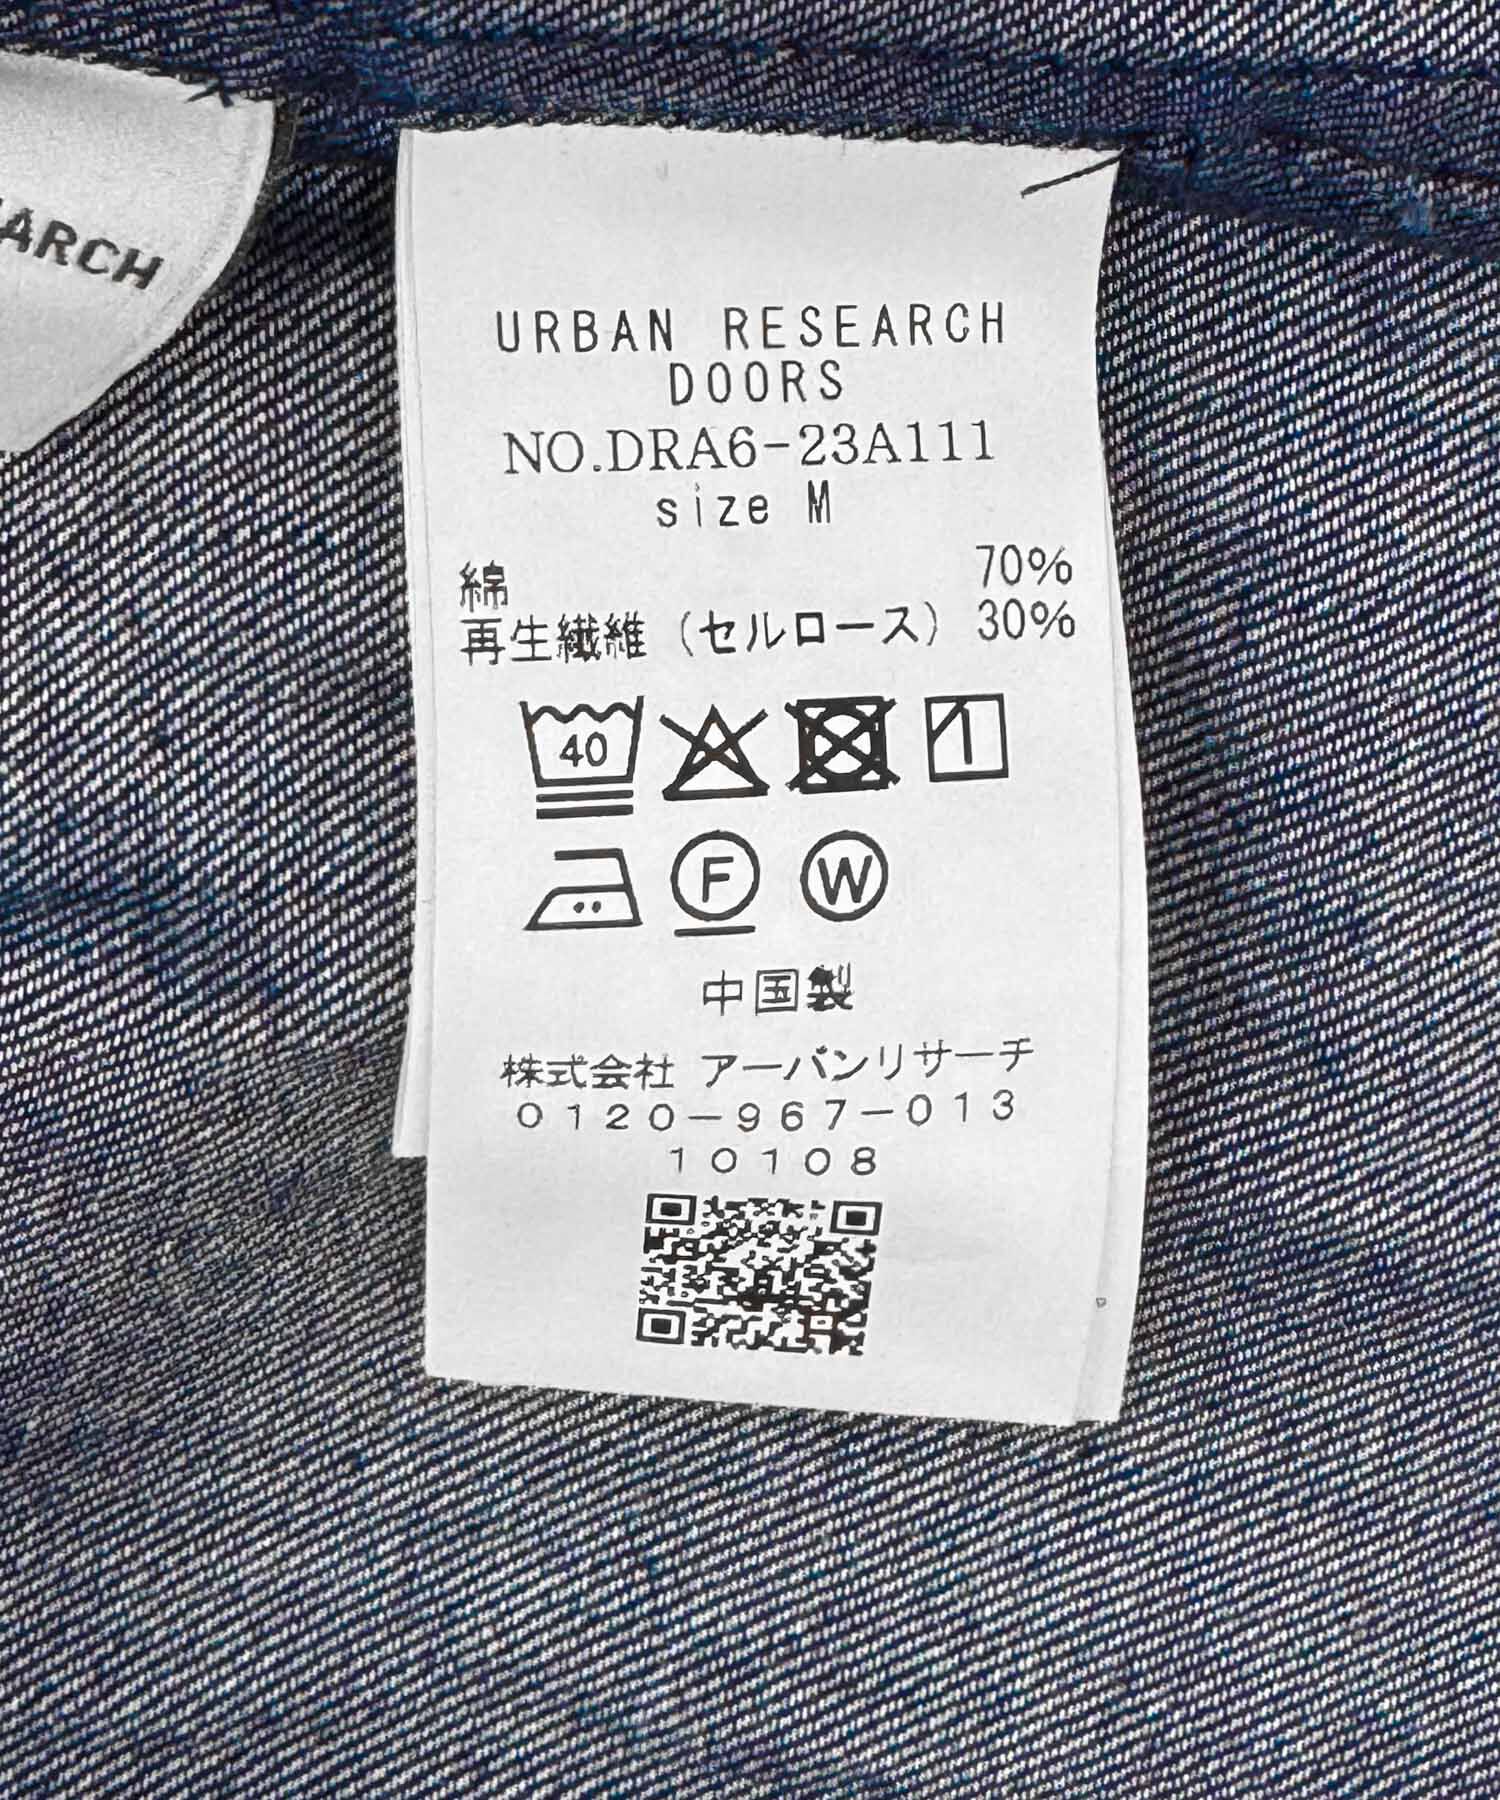 ARCH
URBAN RESEARCH
DOORS
NO.DRA6-23A111
size M
綿 70%
再生繊維（セルロース） 30%
40
F W
中国製
株式会社 アーバンリサーチ
0120-967-013
10108